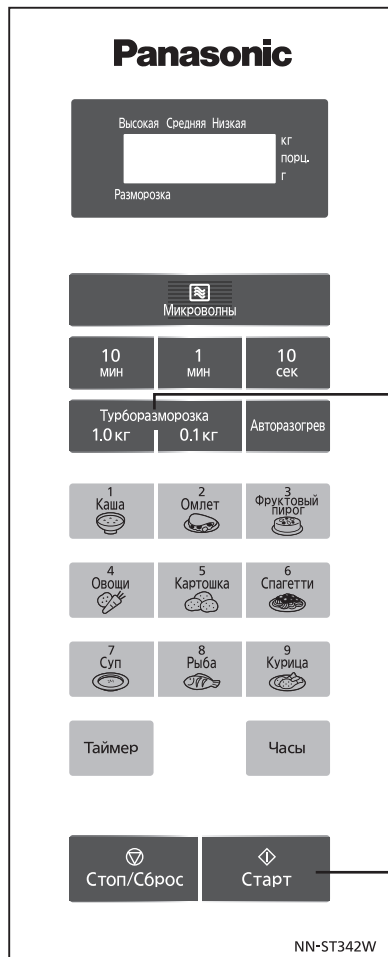 Panasonic
Высокая Средняя Низкая
кг
порц.
г
Разморозка
Микроволны
10 мин
1 мин
10 сек
Турборазморозка
1.0 кг 0.1 кг
Авторазогрев
1 Каша
2 Омлет
3 Фруктовый пирог
4 Овощи
5 Картошка
6 Спагетти
7 Суп
8 Рыба
9 Курица
Таймер
Часы
Стоп/Сброс
Старт
NN-ST342W